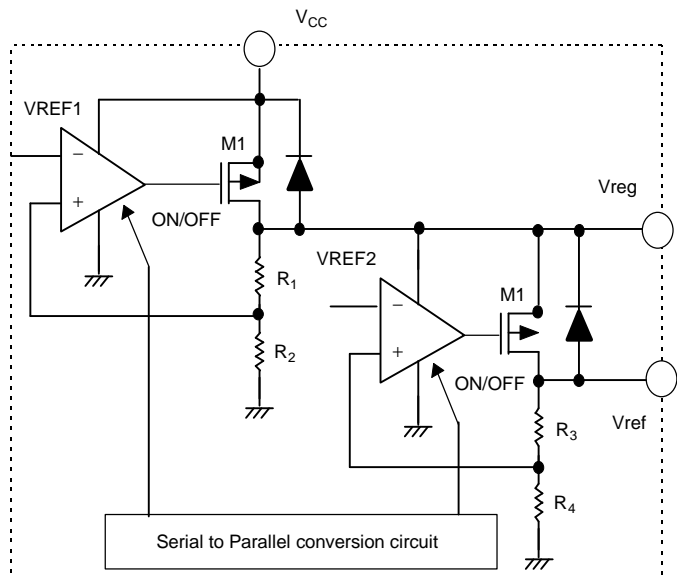 VCC
VREF1
−
+
M1
ON/OFF
Vreg
R1
R2
VREF2
−
+
M1
ON/OFF
Vref
R3
R4
Serial to Parallel conversion circuit